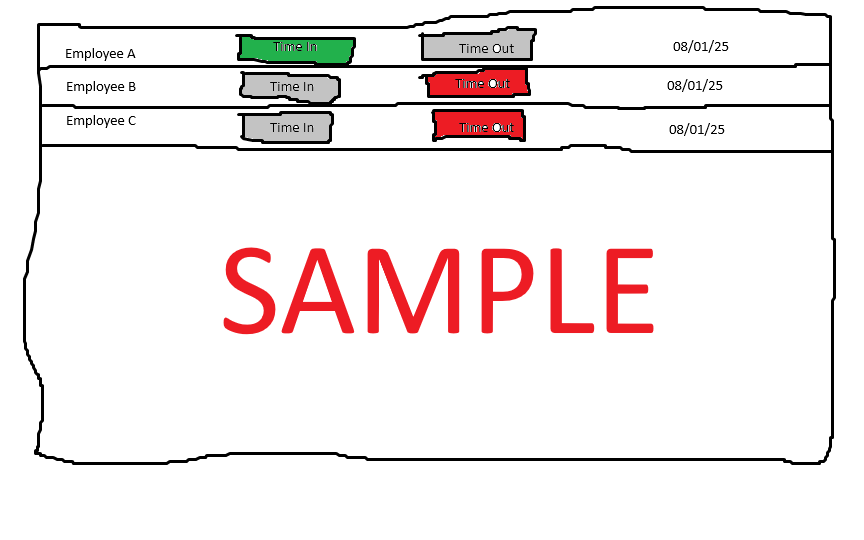 Employee A Time In Time Out 08/01/25
Employee B Time In Time Out 08/01/25
Employee C Time In Time Out 08/01/25
SAMPLE